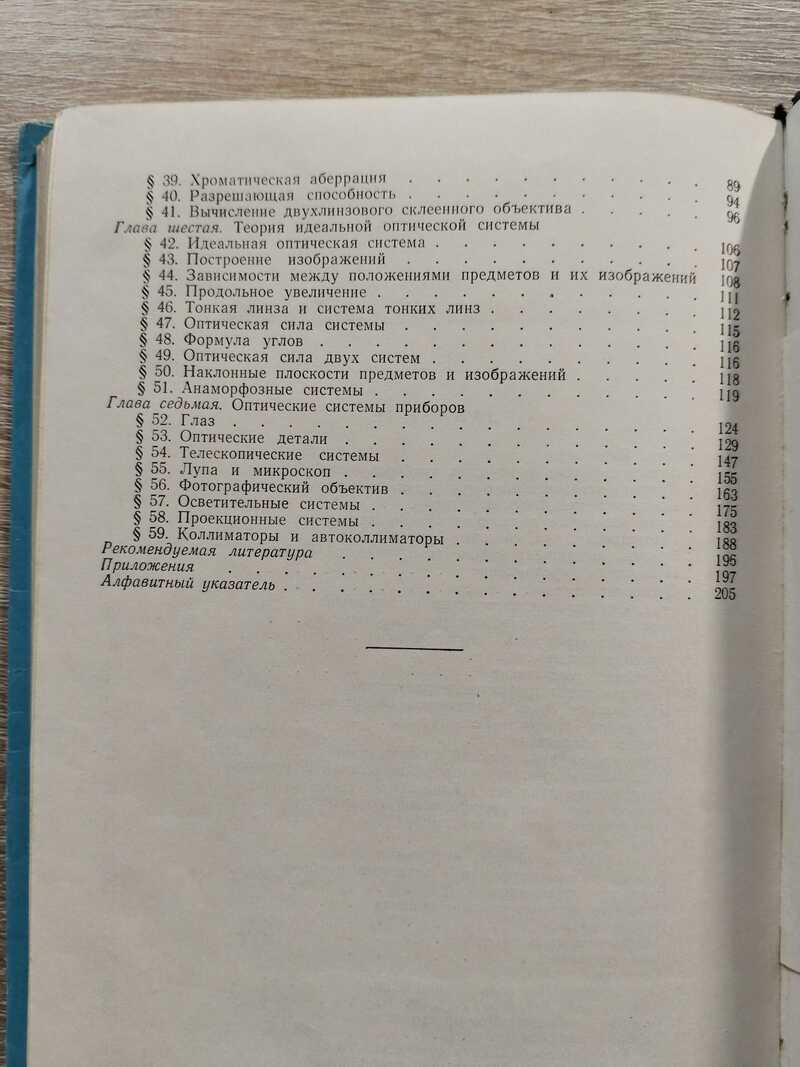 § 39. Хроматическая аберрация . . . . . . . . . . 89
§ 40. Разрешающая способность . . . . . . . . . . 94
§ 41. Вычисление двухлинзового склеенного объектива . . . . . 96
Глава шестая. Теория идеальной оптической системы
§ 42. Идеальная оптическая система . . . . . . . . . . 106
§ 43. Построение изображений . . . . . . . . . . 107
§ 44. Зависимости между положениями предметов и их изображений 108
§ 45. Продольное увеличение . . . . . . . . . . . . 111
§ 46. Тонкая линза и система тонких линз . . . . . . . . 112
§ 47. Оптическая сила системы . . . . . . . . . . . 115
§ 48. Формула углов . . . . . . . . . . . . . . 116
§ 49. Оптическая сила двух систем . . . . . . . . . . 116
§ 50. Наклонные плоскости предметов и изображений . . . . . 118
§ 51. Анаморфозные системы . . . . . . . . . . . . 119
Глава седьмая. Оптические системы приборов
§ 52. Глаз . . . . . . . . . . . . . . . . . 124
§ 53. Оптические детали . . . . . . . . . . . . . 129
§ 54. Телескопические системы . . . . . . . . . . . 147
§ 55. Лупа и микроскоп . . . . . . . . . . . . . 155
§ 56. Фотографический объектив . . . . . . . . . . . 163
§ 57. Осветительные системы . . . . . . . . . . . . 175
§ 58. Проекционные системы . . . . . . . . . . . . 183
§ 59. Коллиматоры и автоколлиматоры . . . . . . . . . 188
Рекомендуемая литература . . . . . . . . . . . . . 196
Приложения . . . . . . . . . . . . . . . . . 197
Алфавитный указатель . . . . . . . . . . . . . . . 205